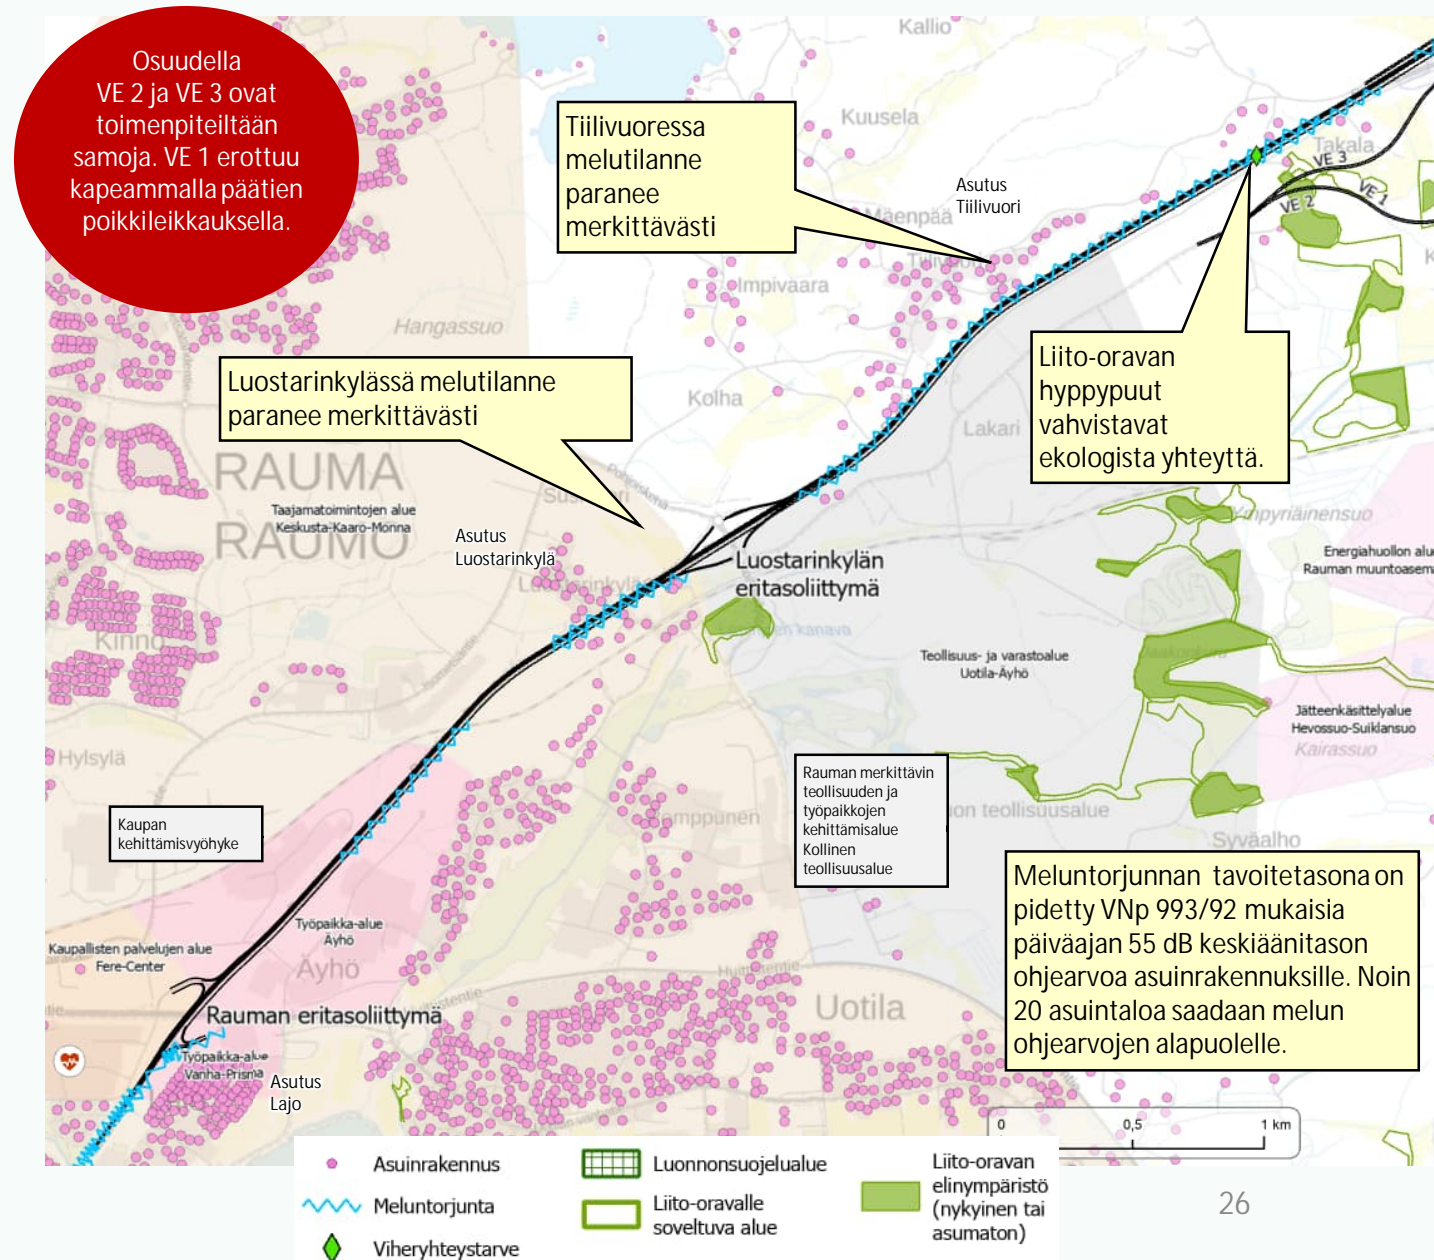 Osuudella
VE 2 ja VE 3 ovat
toimenpiteiltään
samoja. VE 1 erottuu
kapeammalla päätien
poikkileikkauksella.
Kallio
Kuusela
Tiilivuoressa
melutilanne
paranee
merkittävästi
Takala
VE 3
VE 1
VE 2
Asutus
Tiilivuori
Mäenpää
Impivaara
Hangassuo
Liito-oravan
hyppypuut
vahvistavat
ekologista yhteyttä.
Luostarinkylässä melutilanne
paranee merkittävästi
Kolha
Lakari
RAUMA
Taajamatoimintojen alue
Keskusta-Kaaro-Monna
RAUMO
Asutus
Luostarinkylä
Luostarinkylän
eritasoliittymä
Energiahuollon alu
Rauman muuntoasema
Kinno
Teollisuus- ja varastoalue
Uotila-Äyhö
Jätteenkäsittelyalue
Hevossuo-Suiklansuo
Kairassuo
Hylsylä
Kaupan
kehittämisvyöhyke
Rauman merkittävin
teollisuuden ja
työpaikkojen
kehittämisalue
Kollinen
teollisuusalue
on teollisuusalue
Syväalho
Meluntorjunnan tavoitetasona on
pidetty VNp 993/92 mukaisia
päiväajan 55 dB keskiäänitason
ohjearvoa asuinrakennuksille. Noin
20 asuintaloa saadaan melun
ohjearvojen alapuolelle.
Työpaikka-alue
Äyhö
Äyhö
Kaupallisten palvelujen alue
Fere-Center
Uotila
Rauman eritasoliittymä
Työpaikka-alue
Vanha-Prisma
Asutus
Lajo
0 0,5 1 km
Asuinrakennus
Meluntorjunta
Viheryhteystarve
Luonnonsuojelualue
Liito-oravalle
soveltuva alue
Liito-oravan
elinympäristö
(nykyinen tai
asumaton)
26